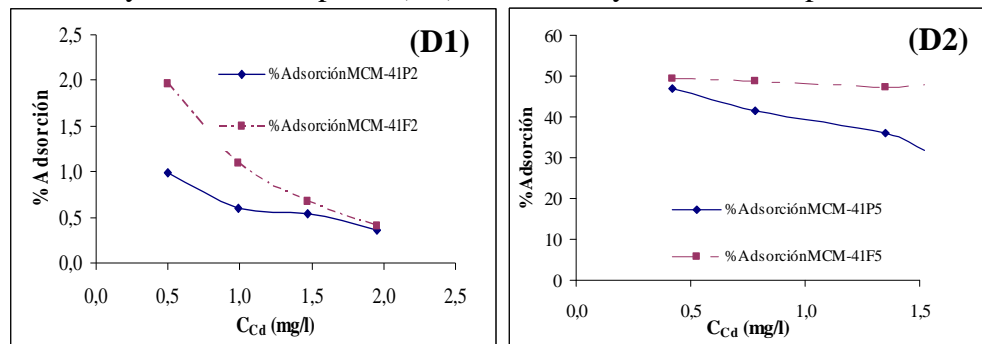 (D1)
%AdsorciónMCM-41P2
%AdsorciónMCM-41F2
% Adsorción
2,5
2,0
1,5
1,0
0,5
0,0
0,0 0,5 1,0 1,5 2,0 2,5
C_Cd (mg/l)
(D2)
%Adsorción
60
50
40
30
20
10
0
%AdsorciónMCM-41P5
%AdsorciónMCM-41F5
0,0 0,5 1,0 1,5
C_Cd (mg/l)